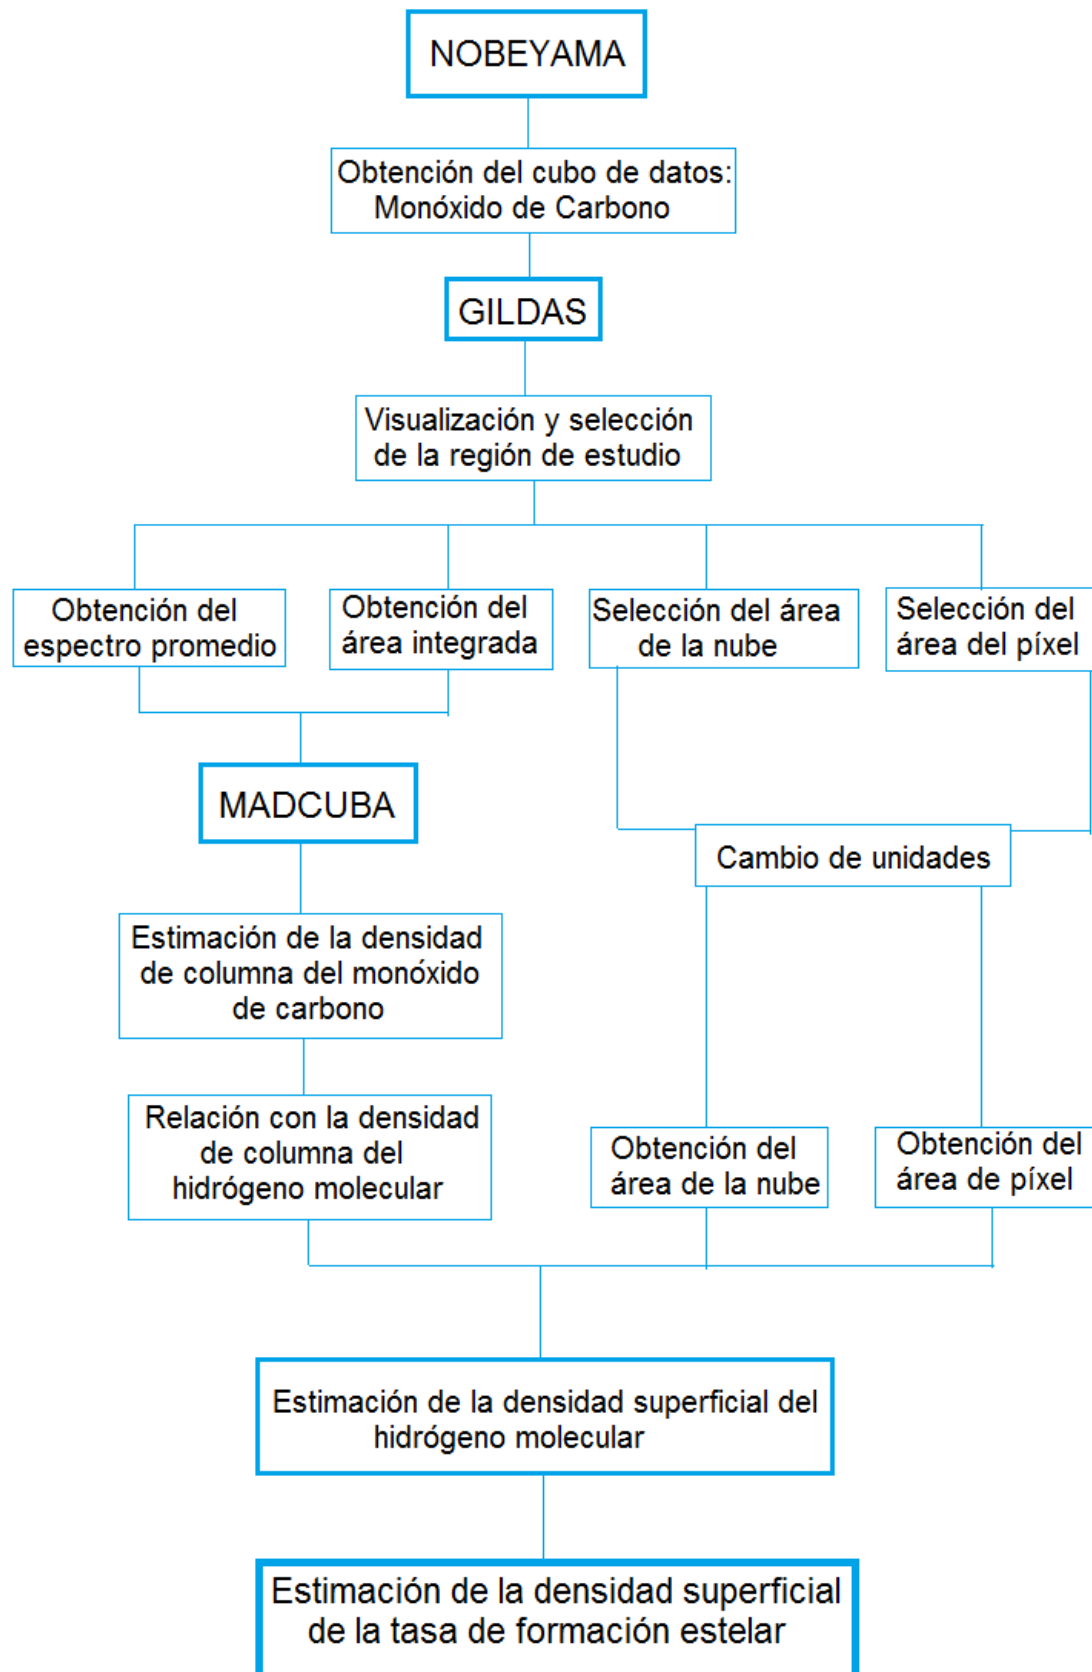 NOBEYAMA
Obtención del cubo de datos:
Monóxido de Carbono
GILDAS
Visualización y selección
de la región de estudio
Obtención del
espectro promedio
Obtención del
área integrada
Selección del área
de la nube
Selección del
área del píxel
MADCUBA
Cambio de unidades
Estimación de la densidad
de columna del monóxido
de carbono
Relación con la densidad
de columna del
hidrógeno molecular
Obtención del
área de la nube
Obtención del
área de píxel
Estimación de la densidad superficial del
hidrógeno molecular
Estimación de la densidad superficial
de la tasa de formación estelar